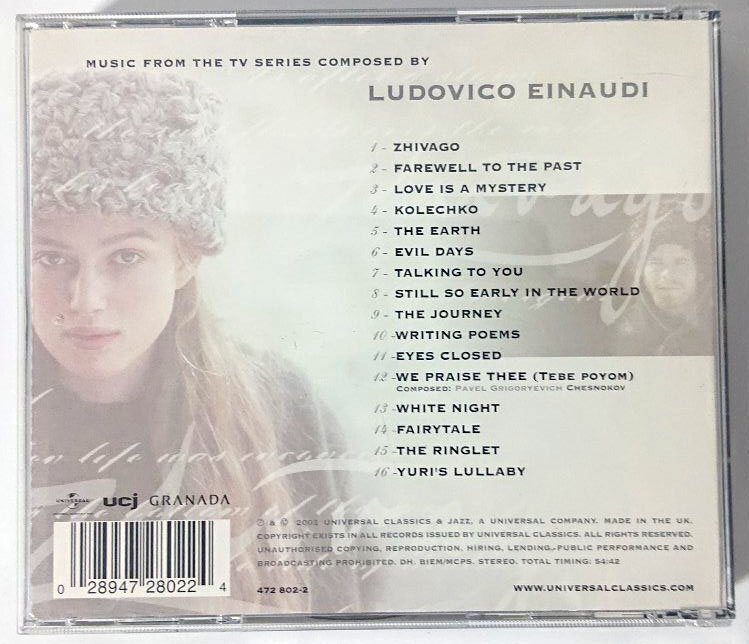 MUSIC FROM THE TV SERIES COMPOSED BY
LUDOVICO EINAUDI
1 - ZHIVAGO
2 - FAREWELL TO THE PAST
3 - LOVE IS A MYSTERY
4 - KOLECHKO
5 - THE EARTH
6 - EVIL DAYS
7 - TALKING TO YOU
8 - STILL SO EARLY IN THE WORLD
9 - THE JOURNEY
10 - WRITING POEMS
11 - EYES CLOSED
12 - WE PRAISE THEE (TEBE POYOM)
COMPOSED: PAVEL GRIGORYEVICH CHESNOKOV
13 - WHITE NIGHT
14 - FAIRYTALE
15 - THE RINGLET
16 - YURI'S LULLABY
UNIVERSAL ucj GRANADA
℗ & © 2002 UNIVERSAL CLASSICS & JAZZ, A UNIVERSAL COMPANY. MADE IN THE UK.
COPYRIGHT EXISTS IN ALL RECORDS ISSUED BY UNIVERSAL CLASSICS. ALL RIGHTS RESERVED.
UNAUTHORISED COPYING, REPRODUCTION, HIRING, LENDING, PUBLIC PERFORMANCE AND
BROADCASTING PROHIBITED. DH. BIEM/MCPS. STEREO. TOTAL TIMING: 54:42
0 28947 28022 4
472 802-2
WWW.UNIVERSALCLASSICS.COM